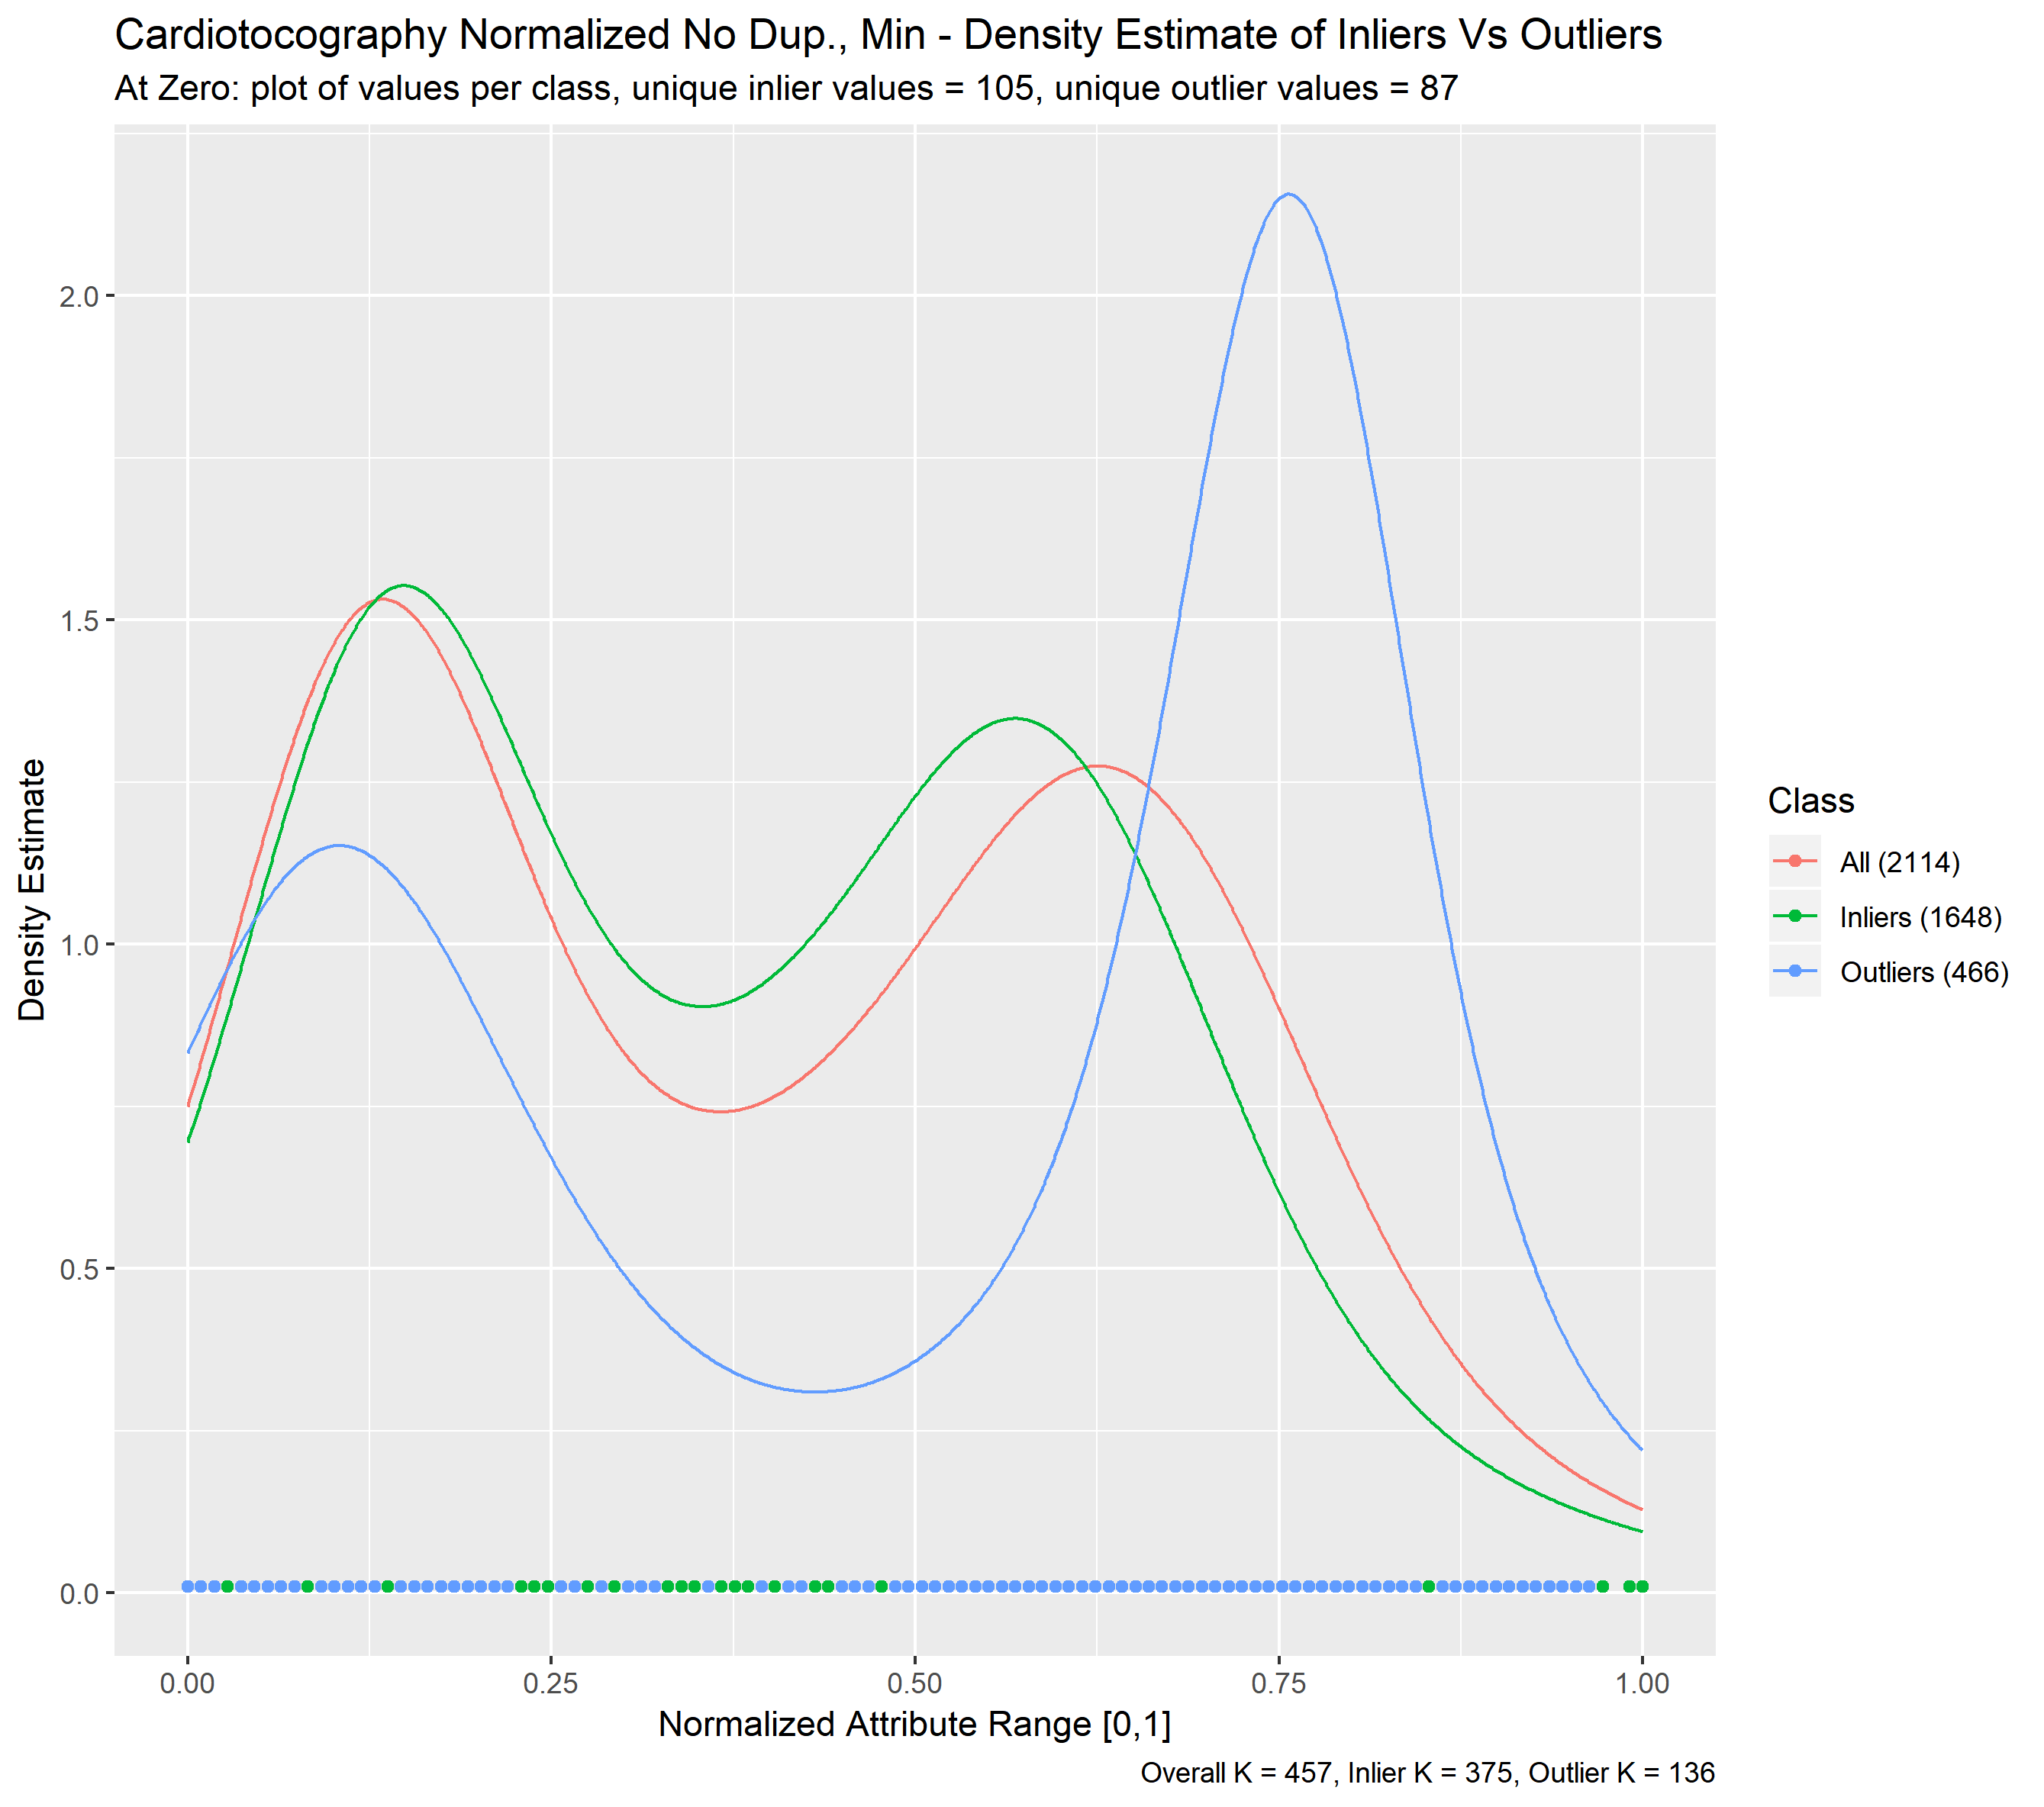 Cardiotocography Normalized No Dup., Min - Density Estimate of Inliers Vs Outliers
At Zero: plot of values per class, unique inlier values = 105, unique outlier values = 87
Density Estimate
2.0
1.5
1.0
0.5
0.0
0.00
0.25
0.50
0.75
1.00
Normalized Attribute Range [0,1]
Overall K = 457, Inlier K = 375, Outlier K = 136
Class
All (2114)
Inliers (1648)
Outliers (466)